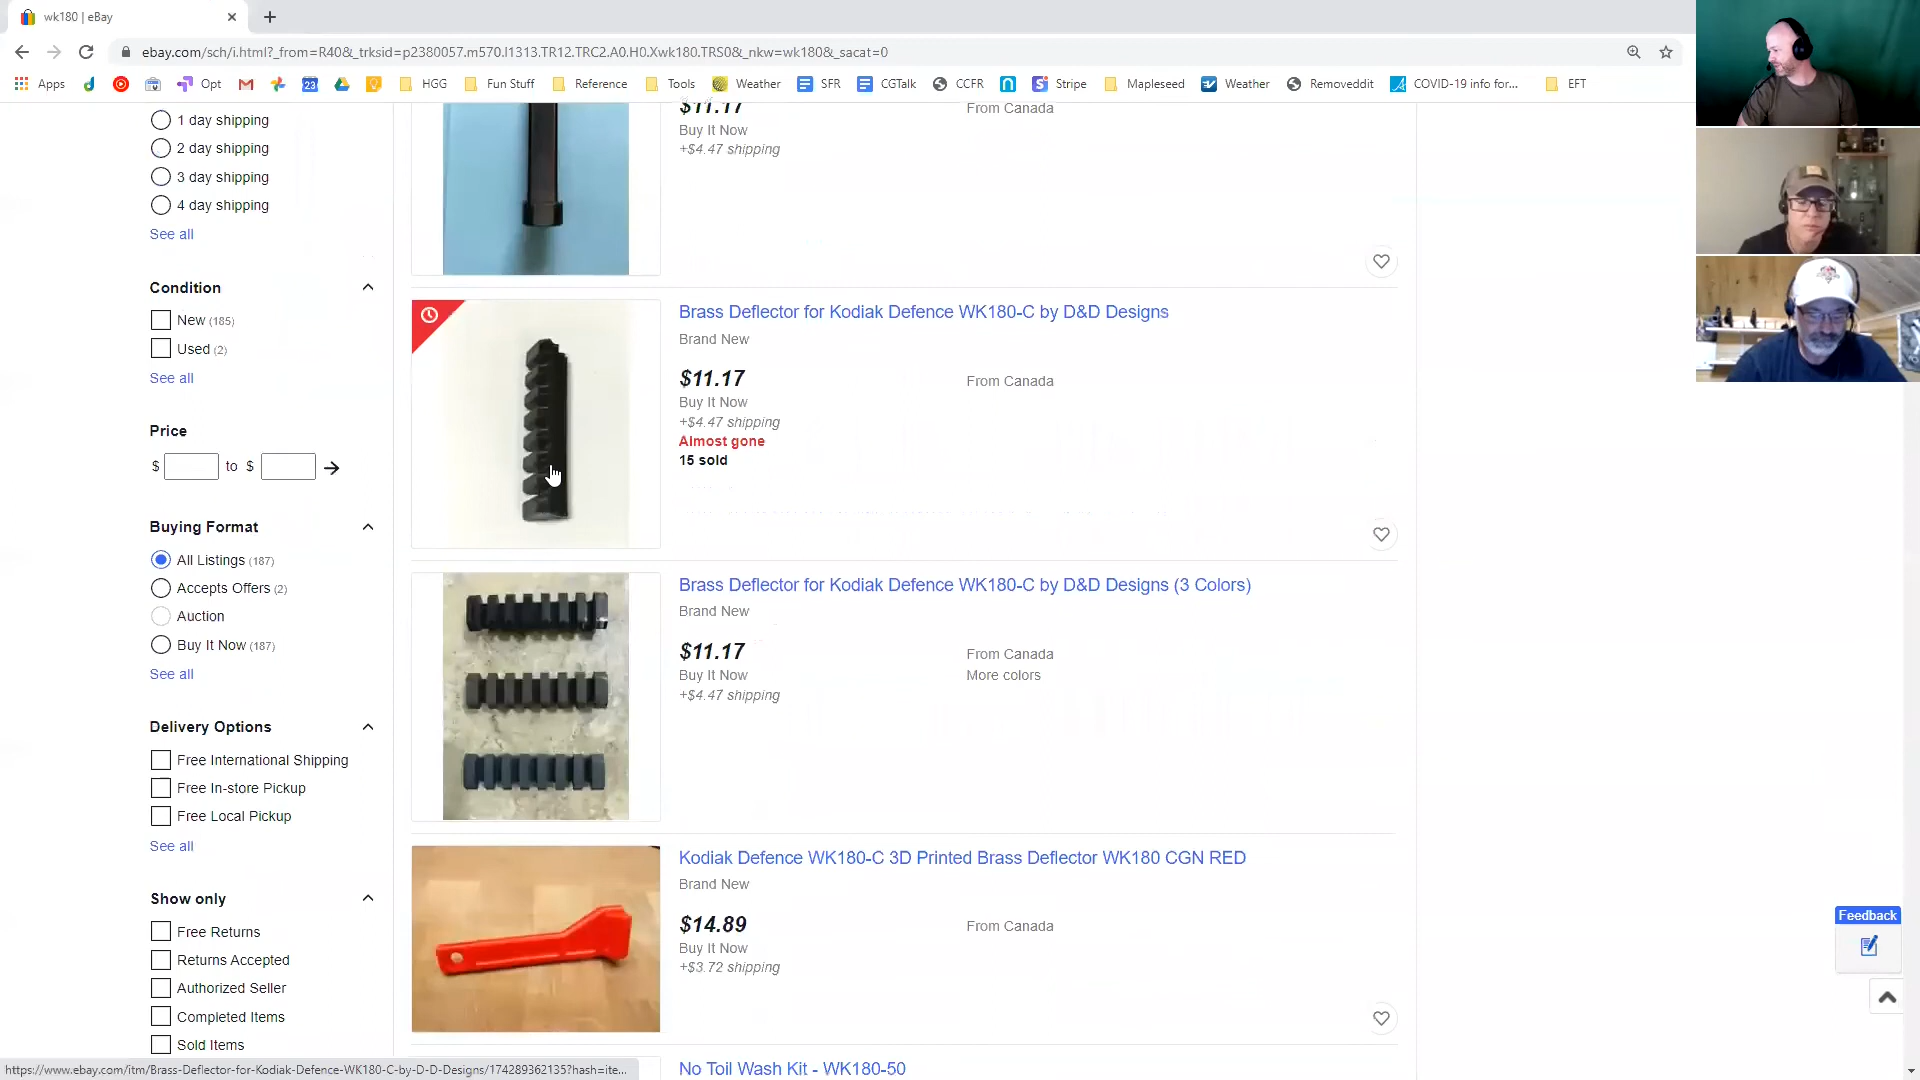 wk180 | eBay
ebay.com/sch/i.html?_from=R40&_trksid=p2380057.m570.l1313.TR12.TRC2.A0.H0.Xwk180.TRS0&_nkw=wk180&_sacat=0
Apps
23
Opt
HGG
Fun Stuff
Reference
Tools
Weather
SFR
CGTalk
CCFR
Stripe
Mapleseed
Weather
Removeddit
COVID-19 info for...
EFT
1 day shipping
2 day shipping
3 day shipping
4 day shipping
See all
Condition
New (185)
Used (2)
See all
Price
$ to $
Buying Format
All Listings (187)
Accepts Offers (2)
Auction
Buy It Now (187)
See all
Delivery Options
Free International Shipping
Free In-store Pickup
Free Local Pickup
See all
Show only
Free Returns
Returns Accepted
Authorized Seller
Completed Items
Sold Items
$11.17
From Canada
Buy It Now
+$4.47 shipping
Brass Deflector for Kodiak Defence WK180-C by D&D Designs
Brand New
$11.17
From Canada
Buy It Now
+$4.47 shipping
Almost gone
15 sold
Brass Deflector for Kodiak Defence WK180-C by D&D Designs (3 Colors)
Brand New
$11.17
From Canada
Buy It Now
More colors
+$4.47 shipping
Kodiak Defence WK180-C 3D Printed Brass Deflector WK180 CGN RED
Brand New
$14.89
From Canada
Buy It Now
+$3.72 shipping
No Toil Wash Kit - WK180-50
Feedback
https://www.ebay.com/itm/Brass-Deflector-for-Kodiak-Defence-WK180-C-by-D-D-Designs/174289362135?hash=ite...